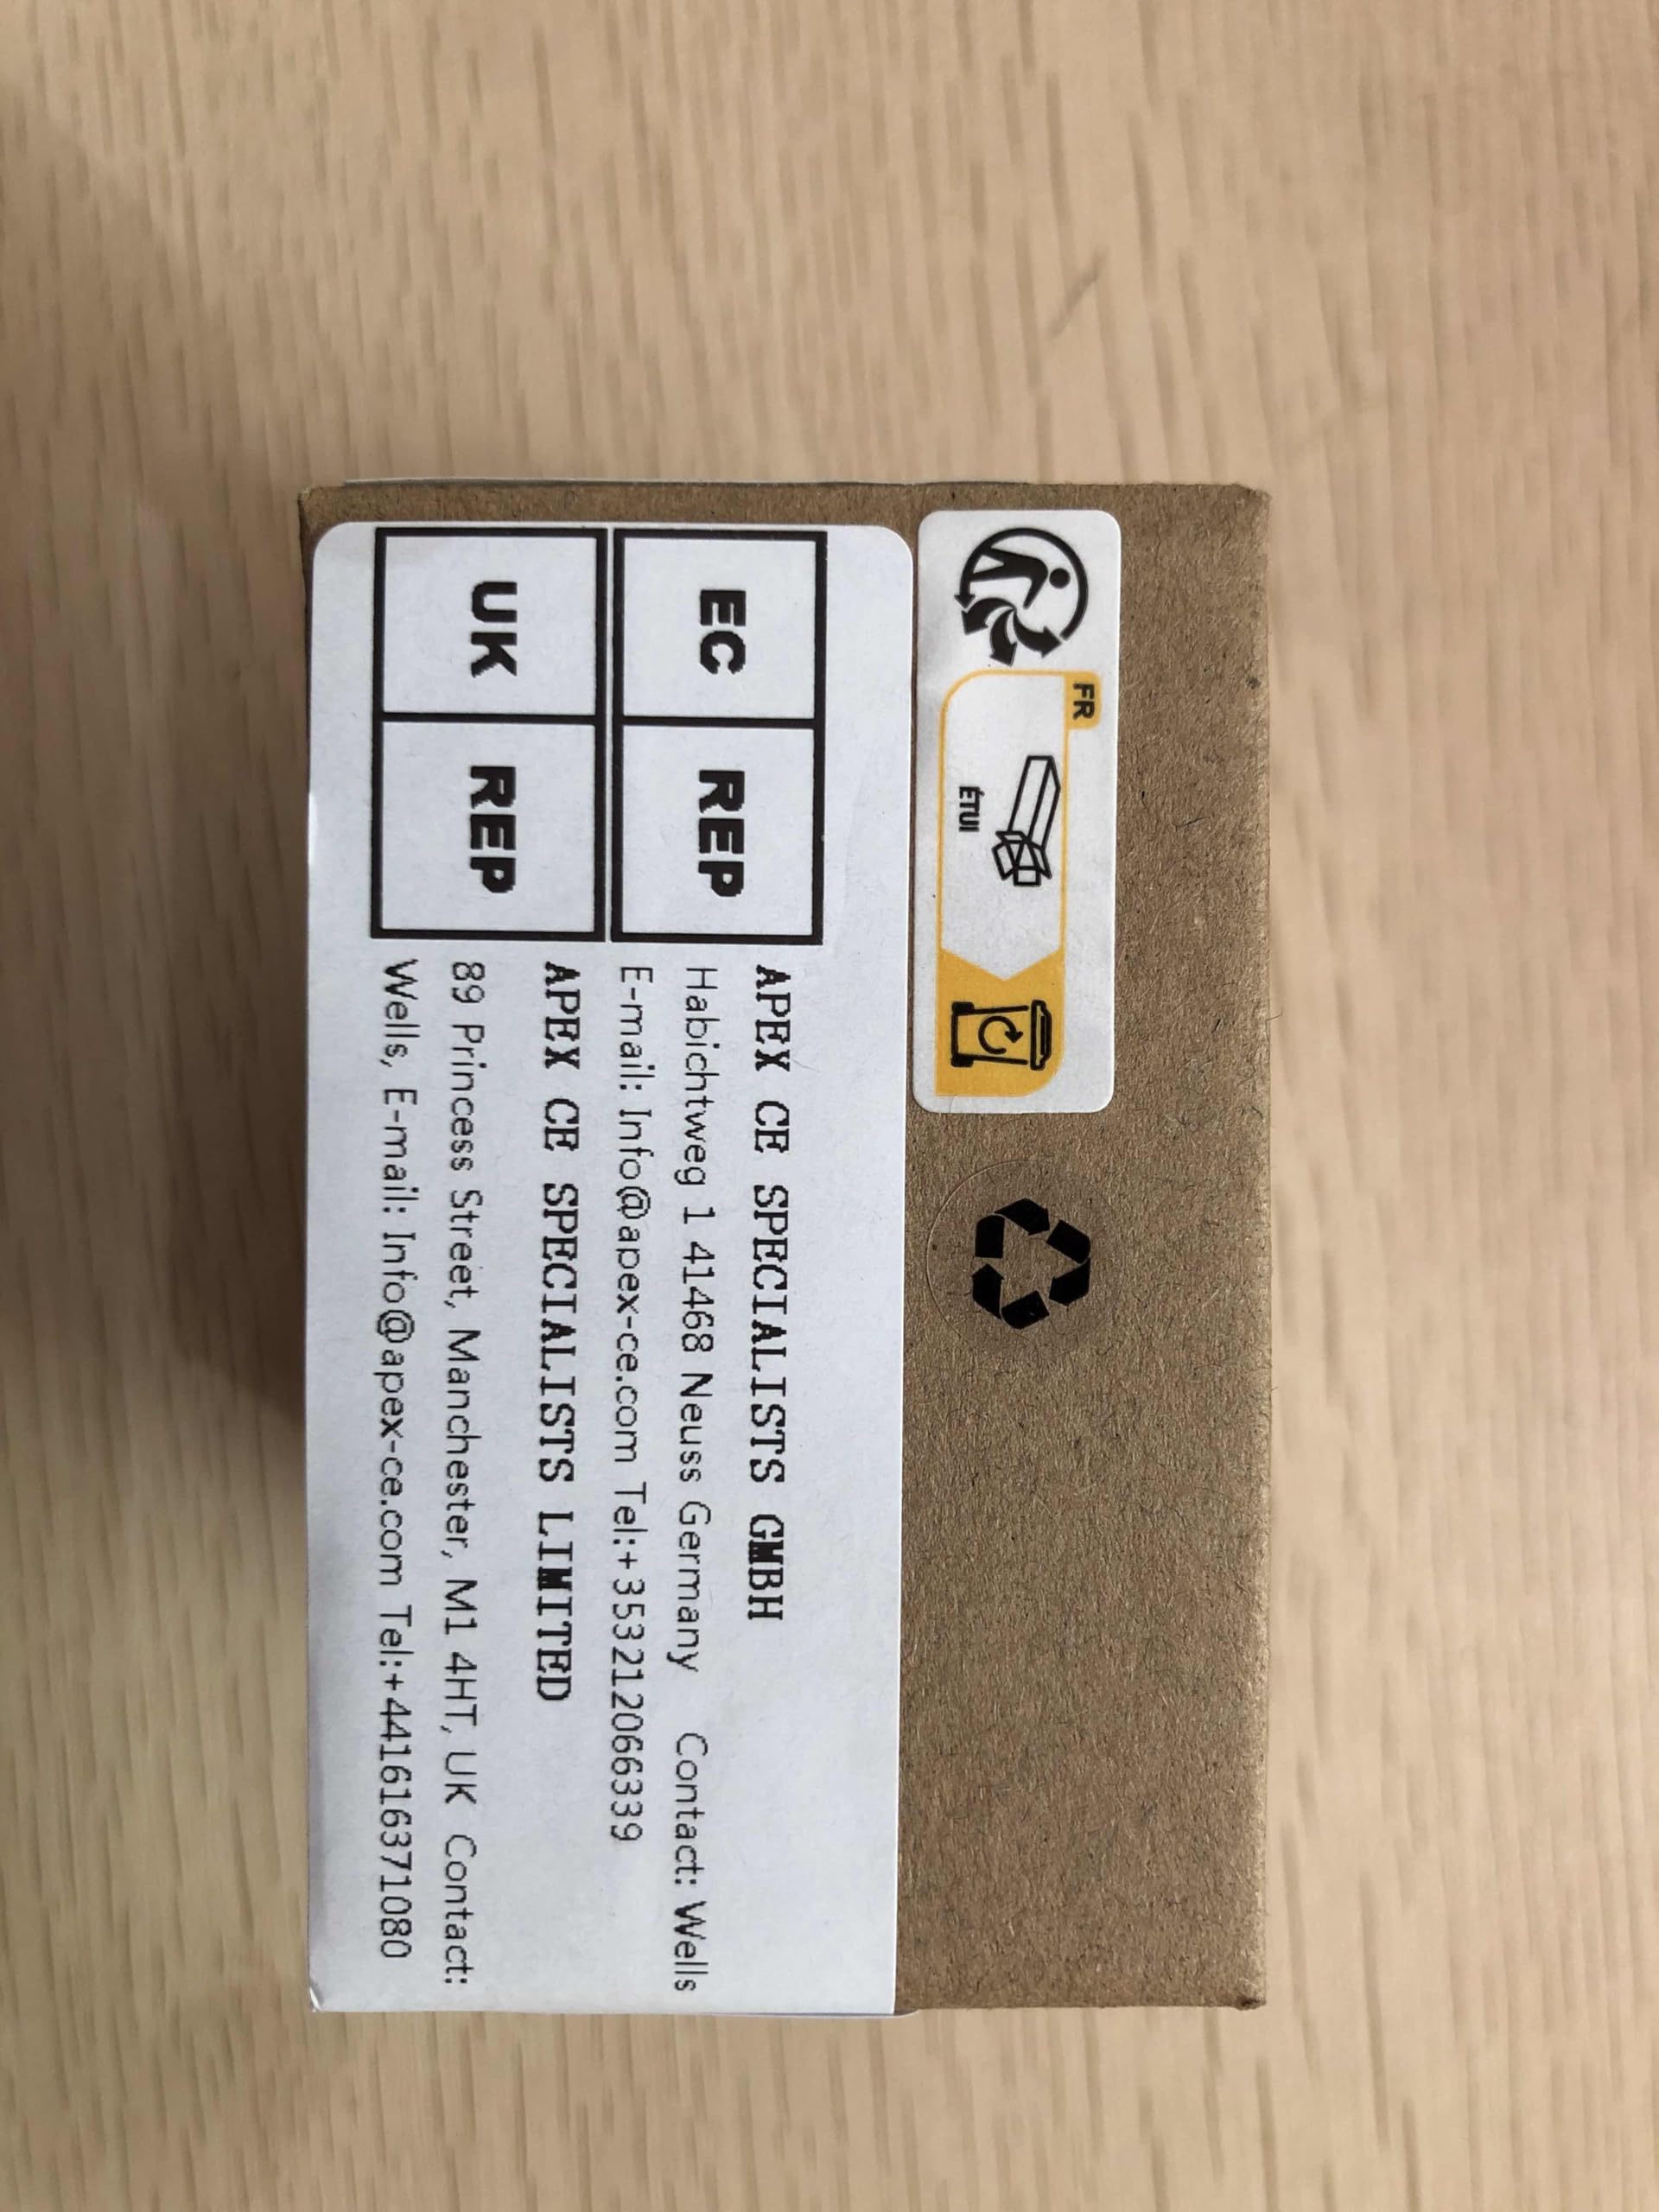 FR
ÉTUI
EC REP
APEX CE SPECIALISTS GMBH
Habichtweg 1 41468 Neuss Germany Contact: Wells
E-mail: Info@apex-ce.com Tel:+353212066339
UK REP
APEX CE SPECIALISTS LIMITED
89 Princess Street, Manchester, M1 4HT, UK Contact:
Wells, E-mail: Info@apex-ce.com Tel:+441616371080